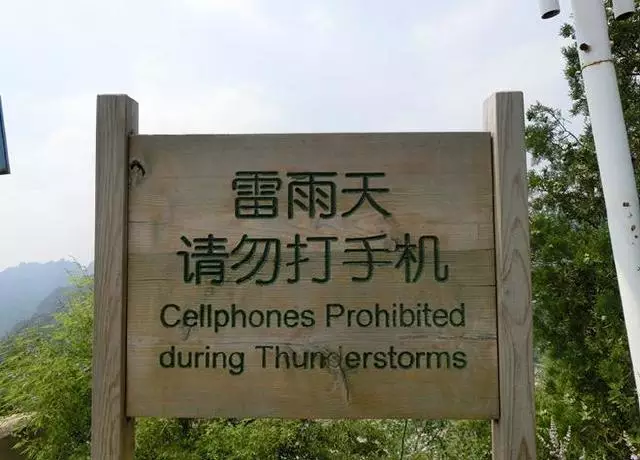 雷雨天
请勿打手机
Cellphones Prohibited
during Thunderstorms